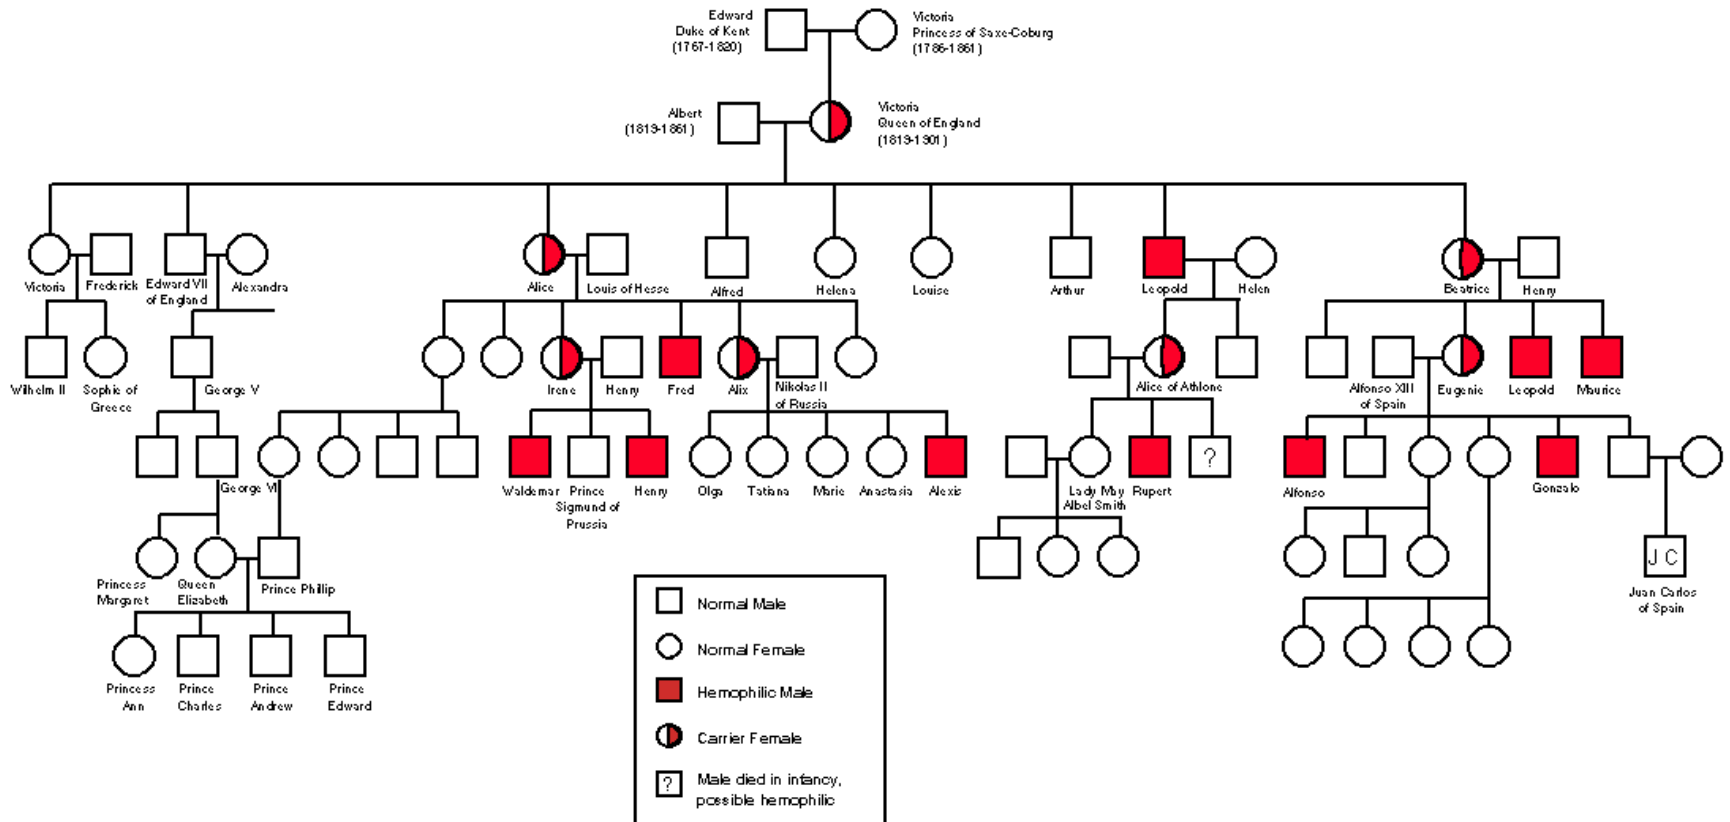 Edward
Duke of Kent
(1767-1820)
Victoria
Princess of Saxe-Coburg
(1786-1861)
Albert
(1819-1861)
Victoria
Queen of England
(1819-1901)
Victoria
Frederick
Edward VII
of England
Alexandra
Alice
Louis of Hesse
Alfred
Helena
Louise
Arthur
Leopold
Helen
Beatrice
Henry
Wilhelm II
Sophie of
Greece
George V
Irene
Henry
Fred
Alix
Nikolas II
of Russia
Alice of Athlone
Alfonso XIII
of Spain
Eugenie
Leopold
Maurice
George VI
Waldemar
Prince
Sigmund of
Prussia
Henry
Olga
Tatiana
Marie
Anastasia
Alexis
Lady May
Abel Smith
Rupert
?
Alfonso
Gonzalo
Princess
Margaret
Queen
Elizabeth
Prince Phillip
J C
Juan Carlos
of Spain
Princess
Ann
Prince
Charles
Prince
Andrew
Prince
Edward
Normal Male
Normal Female
Hemophilic Male
Carrier Female
?
Male died in infancy,
possible hemophilic